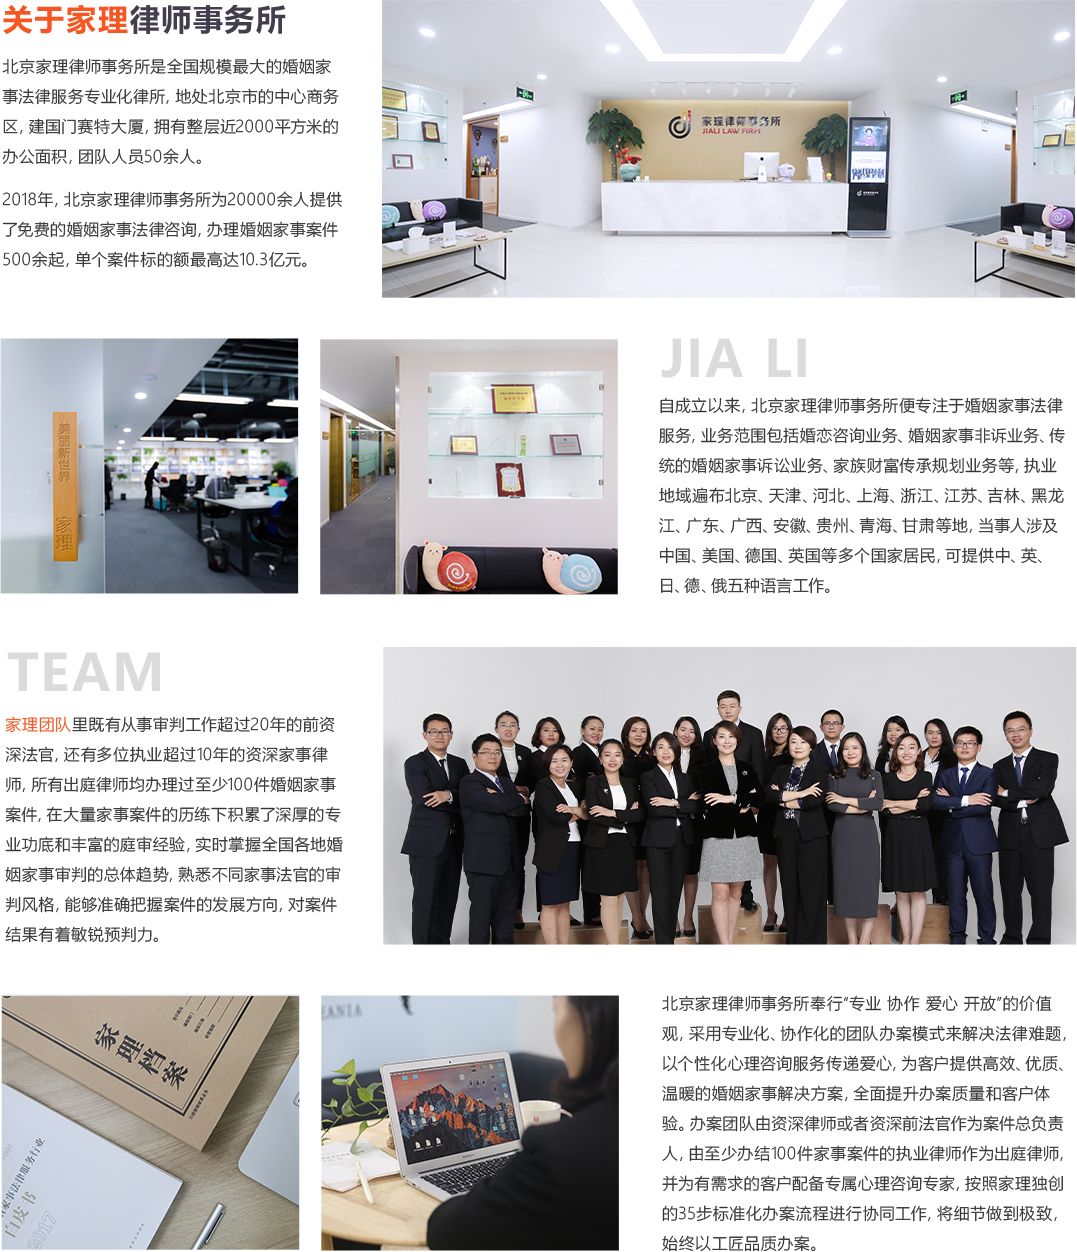 关于家理律师事务所
北京家理律师事务所是全国规模最大的婚姻家
事法律服务专业化律所，地处北京市的中心商务
区，建国门赛特大厦，拥有整层近2000平方米的
办公面积，团队人员50余人。
2018年，北京家理律师事务所为20000余人提供
了免费的婚姻家事法律咨询，办理婚姻家事案件
500余起，单个案件标的额最高达10.3亿元。
家理律师事务所
JIALI LAW FIRM
美丽新世界
家理
JIA LI
自成立以来，北京家理律师事务所便专注于婚姻家事法律
服务，业务范围包括婚恋咨询业务、婚姻家事非诉业务、传
统的婚姻家事诉讼业务、家族财富传承规划业务等，执业
地域遍布北京、天津、河北、上海、浙江、江苏、吉林、黑龙
江、广东、广西、安徽、贵州、青海、甘肃等地，当事人涉及
中国、美国、德国、英国等多个国家居民，可提供中、英、
日、德、俄五种语言工作。
TEAM
家理团队里既有从事审判工作超过20年的前资
深法官，还有多位执业超过10年的资深家事律
师，所有出庭律师均办理过至少100件婚姻家事
案件，在大量家事案件的历练下积累了深厚的专
业功底和丰富的庭审经验，实时掌握全国各地婚
姻家事审判的总体趋势，熟悉不同家事法官的审
判风格，能够准确把握案件的发展方向，对案件
结果有着敏锐预判力。
家理档案
家事法律服务行业
白皮书
2017
EANIA
北京家理律师事务所奉行“专业 协作 爱心 开放”的价值
观，采用专业化、协作化的团队办案模式来解决法律难题，
以个性化心理咨询服务传递爱心，为客户提供高效、优质、
温暖的婚姻家事解决方案，全面提升办案质量和客户体
验。办案团队由资深律师或者资深前法官作为案件总负责
人，由至少办结100件家事案件的执业律师作为出庭律师，
并为有需求的客户配备专属心理咨询专家，按照家理独创
的35步标准化办案流程进行协同工作，将细节做到极致，
始终以工匠品质办案。